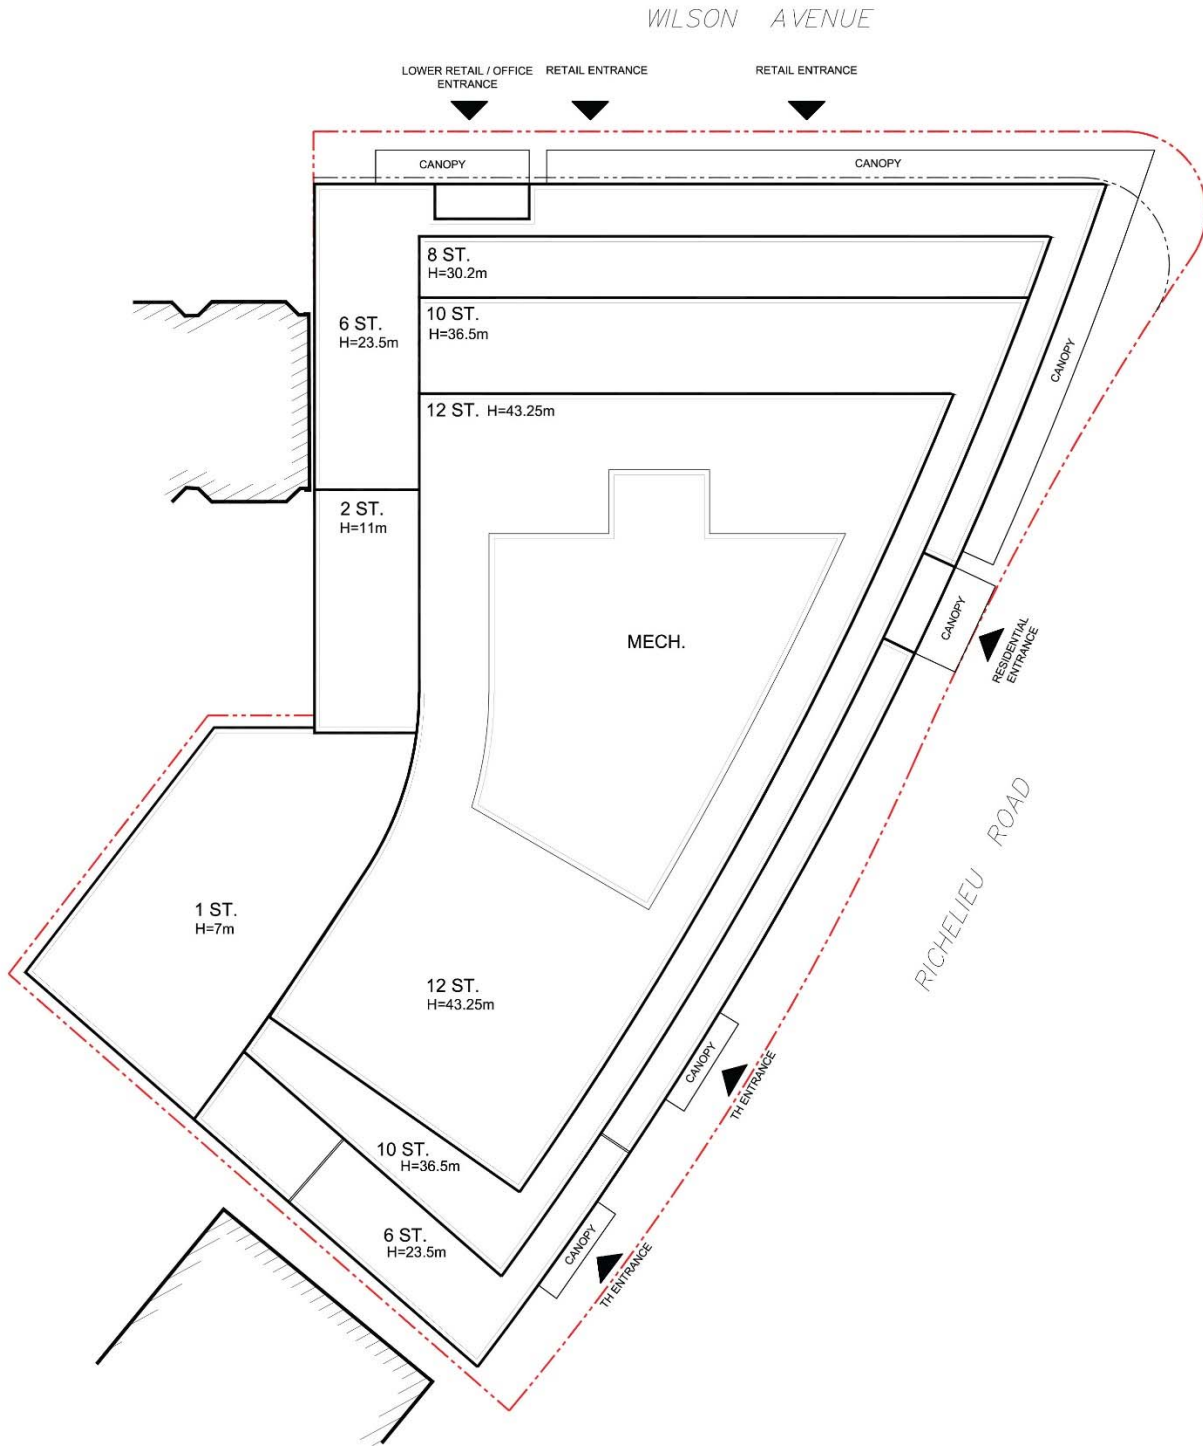 WILSON AVENUE
LOWER RETAIL / OFFICE
ENTRANCE
RETAIL ENTRANCE
RETAIL ENTRANCE
CANOPY
CANOPY
8 ST.
H=30.2m
10 ST.
H=36.5m
6 ST.
H=23.5m
CANOPY
12 ST. H=43.25m
2 ST.
H=11m
CANOPY
RESIDENTIAL
ENTRANCE
MECH.
RICHELIEU ROAD
1 ST.
H=7m
12 ST.
H=43.25m
CANOPY
TH ENTRANCE
10 ST.
H=36.5m
6 ST.
H=23.5m
CANOPY
TH ENTRANCE